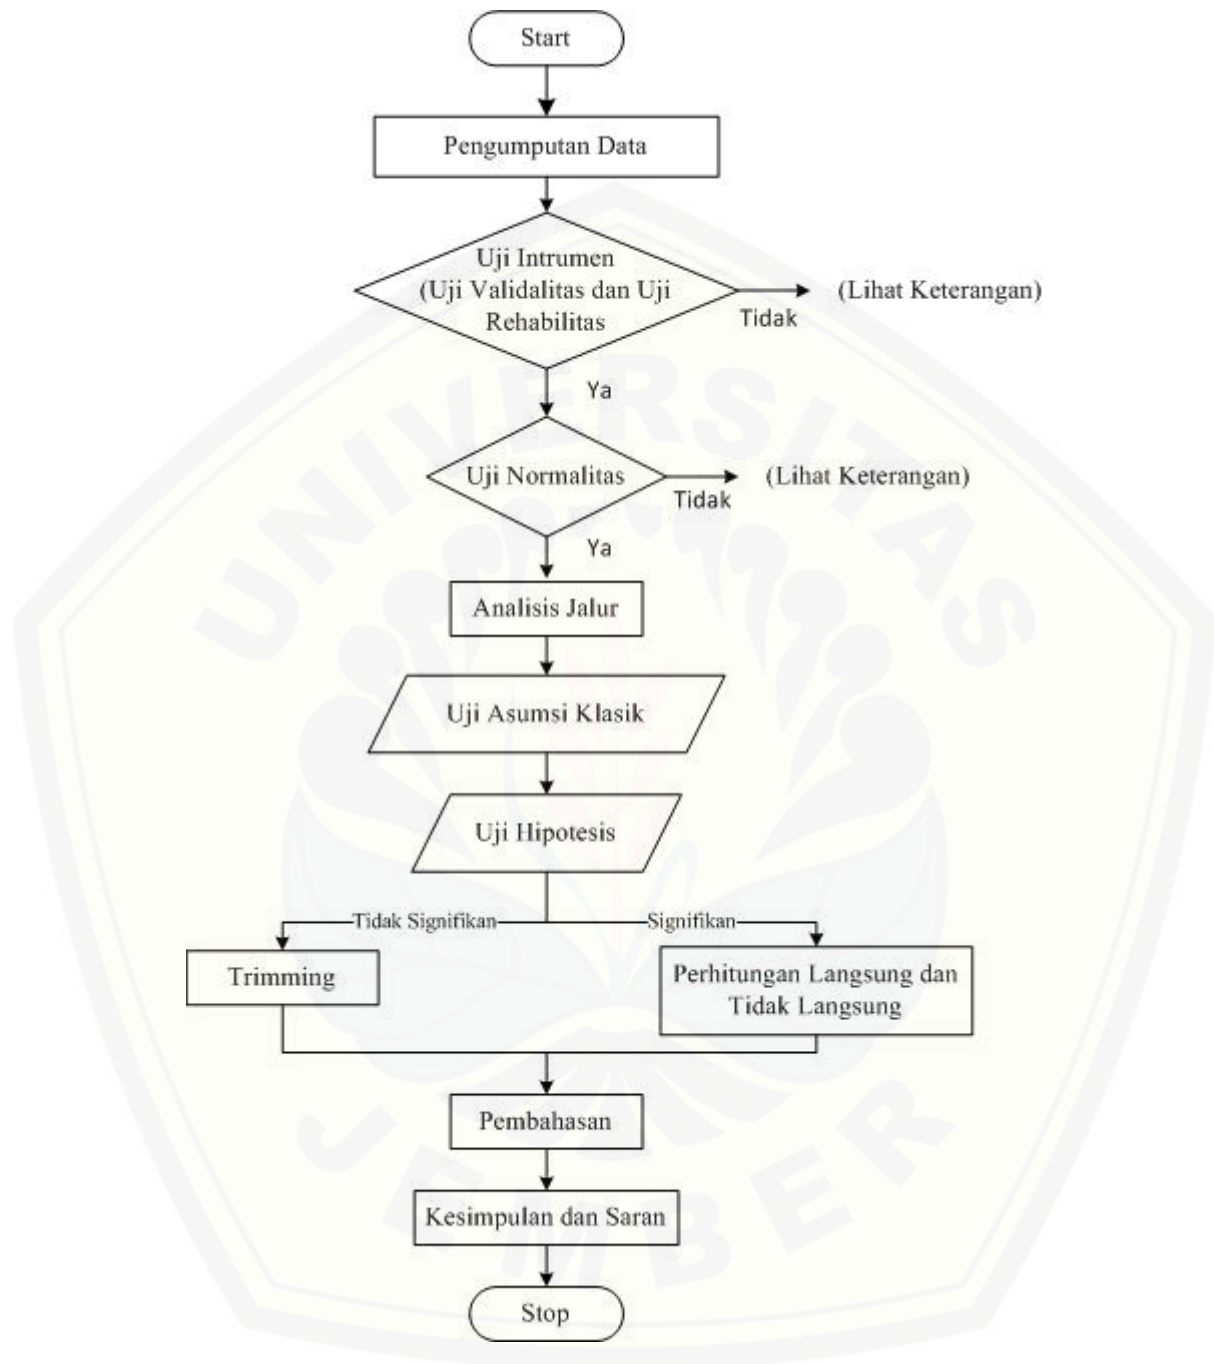 Start
Pengumputan Data
Uji Intrumen
(Uji Validalitas dan Uji
Rehabilitas
Tidak
(Lihat Keterangan)
Ya
Uji Normalitas
Tidak
(Lihat Keterangan)
Ya
Analisis Jalur
Uji Asumsi Klasik
Uji Hipotesis
Tidak Signifikan
Signifikan
Trimming
Perhitungan Langsung dan
Tidak Langsung
Pembahasan
Kesimpulan dan Saran
Stop
UNIVERSITAS
JEMBER